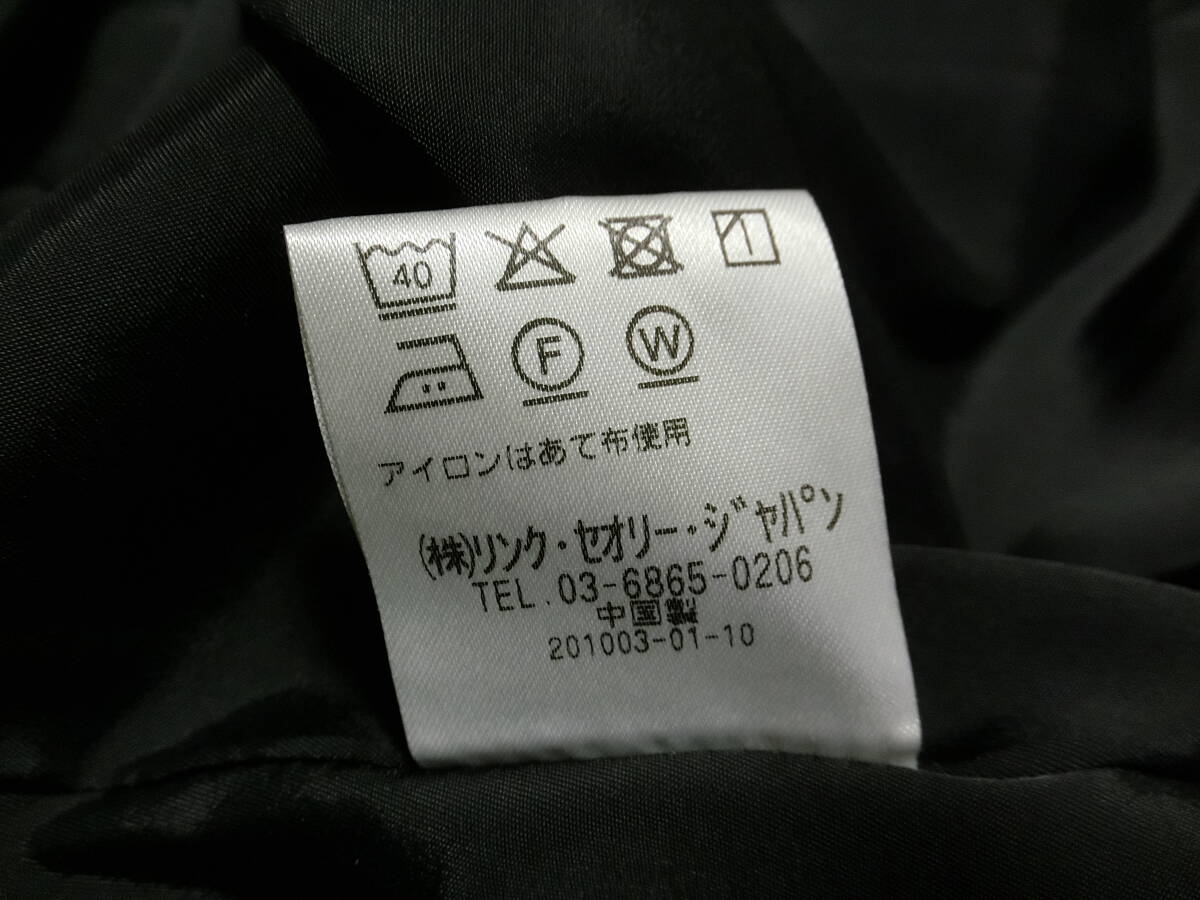 40
F W
アイロンはあて布使用
(株)リンク・セオリー・ジャパン
TEL.03-6865-0206
中国製
201003-01-10